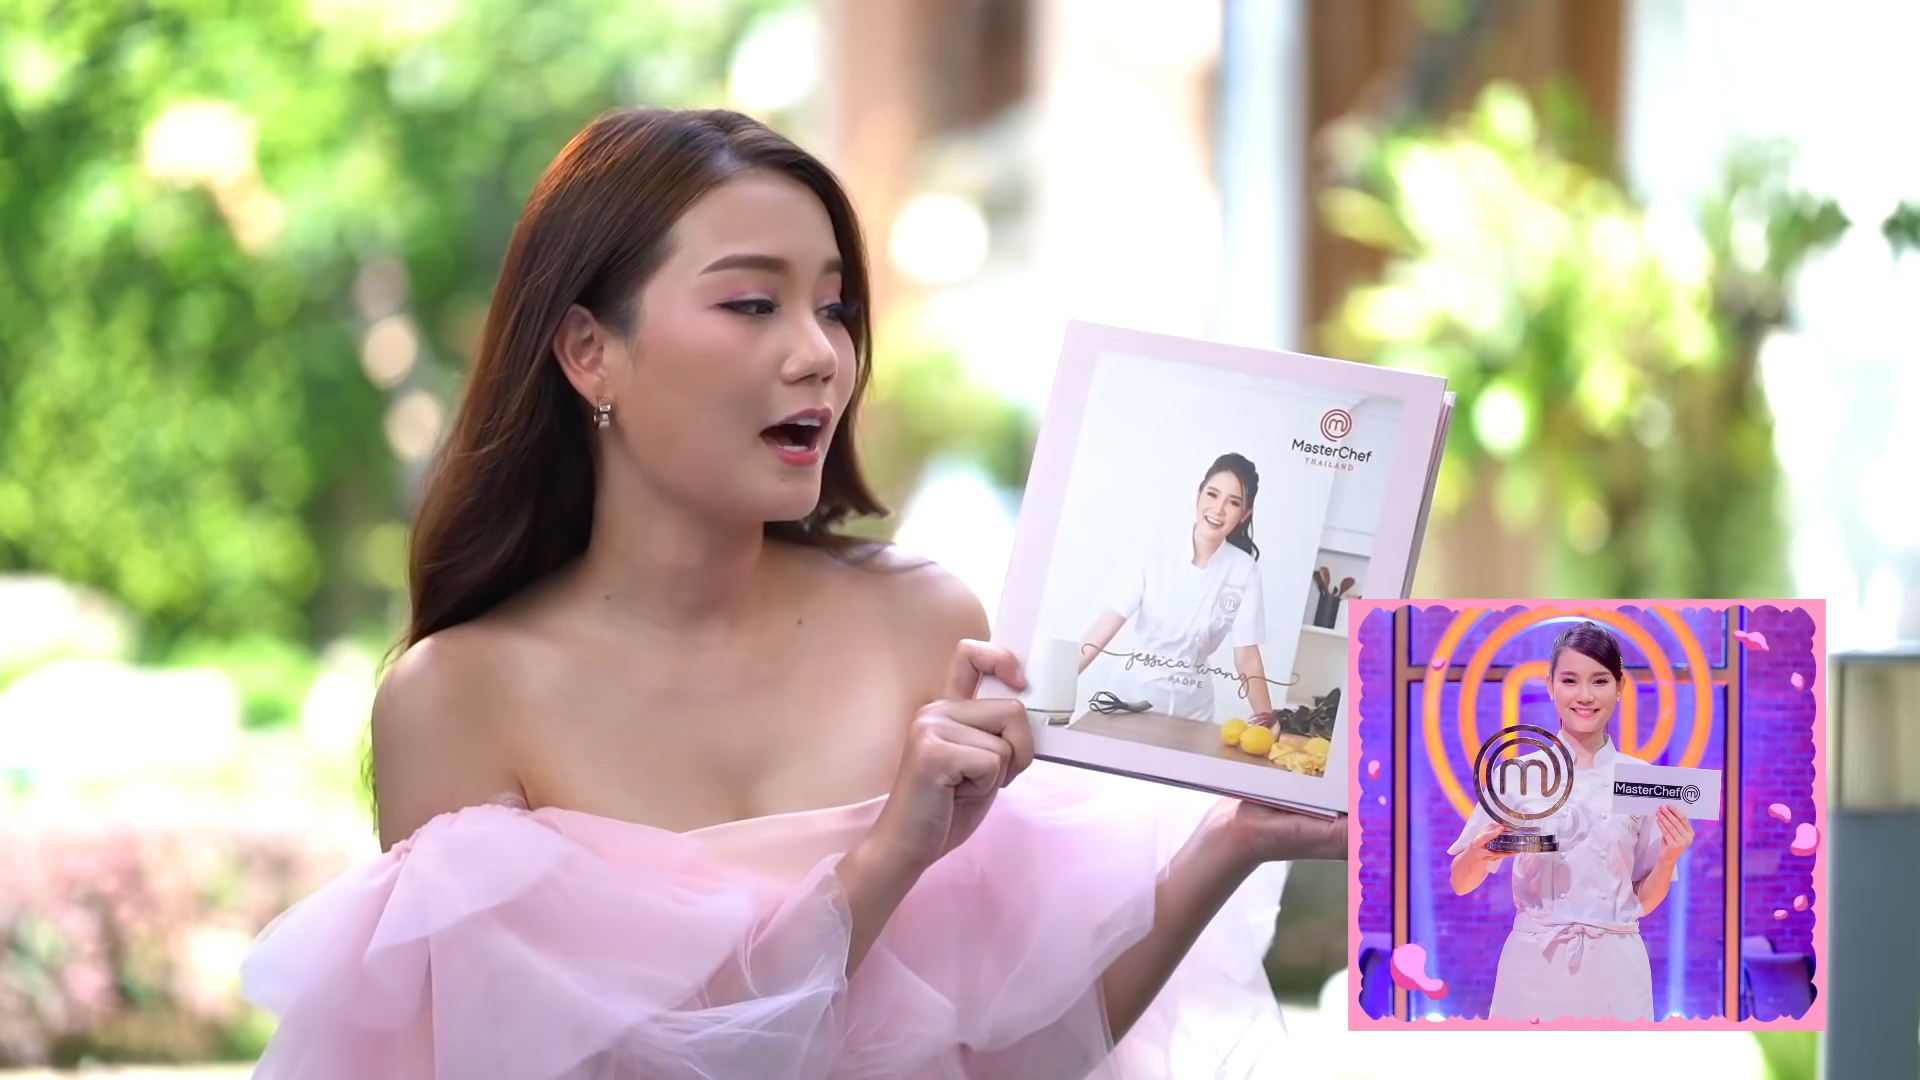 MasterChef
THAILAND
jessica wang
PAOPE
MasterChef